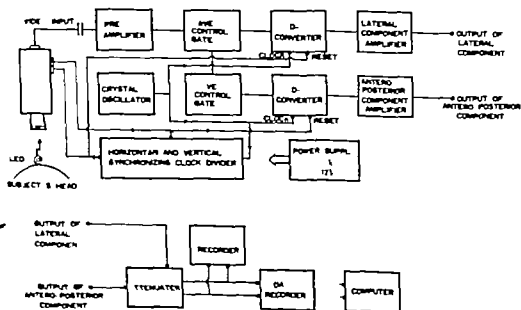 VIDE INPUT
PRE
AMPLIFIER
CONTROL
GATE
D-
CONVERTER
LATERAL
COMPONENT
AMPLIFIER
OUTPUT OF
LATERAL
COMPONENT
CLOCK
RESET
CRYSTAL
OSCILLATOR
VE
CONTROL
GATE
D-
CONVERTER
ANTERO
POSTERIOR
COMPONENT
AMPLIFIER
OUTPUT OF
ANTERO POSTERIOR
COMPONENT
CLOCK
RESET
LED
SUBJECT S HEAD
HORIZONTAL AND VERTICAL
SYNCHRONIZING CLOCK DIVIDER
POWER SUPPL
OUTPUT OF
LATERAL
COMPONEN
OUTPUT OF
ANTERO-POSTERIOR
COMPONENT
TTENUATER
RECORDER
DA
RECORDER
COMPUTER